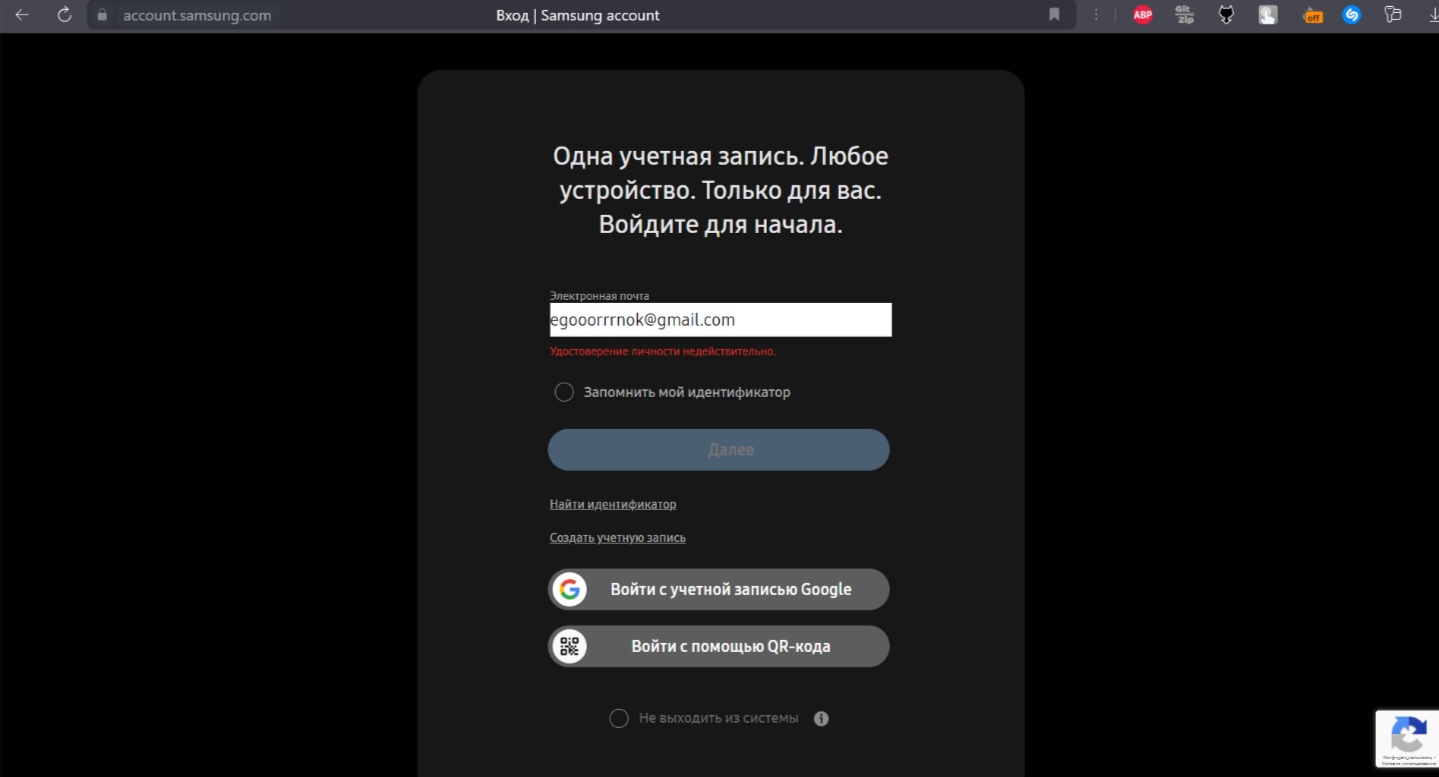 account.samsung.com
Вход | Samsung account
ABP
Git
Zip
off
Одна учетная запись. Любое
устройство. Только для вас.
Войдите для начала.
Электронная почта
egooorrrnok@gmail.com
Удостоверение личности недействительно.
Запомнить мой идентификатор
Далее
Найти идентификатор
Создать учетную запись
Войти с учетной записью Google
Войти с помощью QR-кода
Не выходить из системы